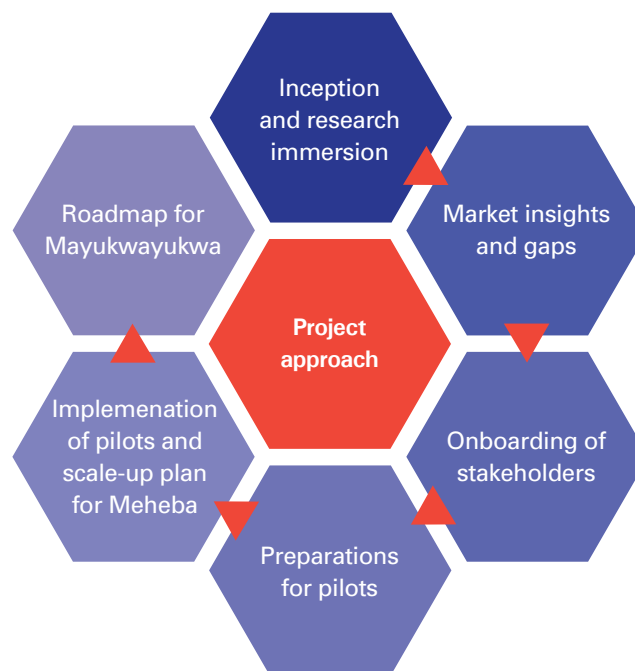 Inception
and research
immersion
Market insights
and gaps
Onboarding of
stakeholders
Preparations
for pilots
Implemenation
of pilots and
scale-up plan
for Meheba
Roadmap for
Mayukwayukwa
Project
approach